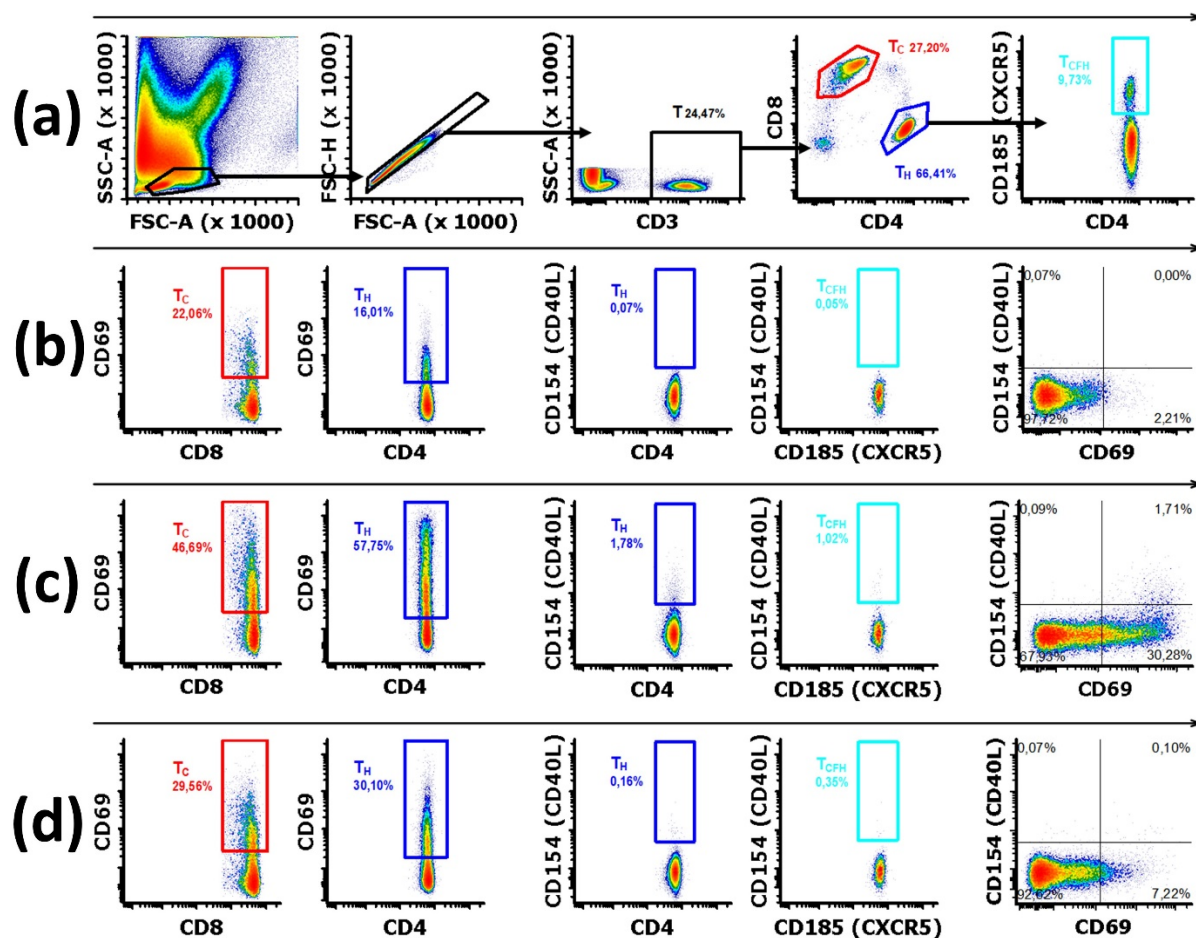 (a)
SSC-A (x 1000)
FSC-A (x 1000)
FSC-H (x 1000)
FSC-A (x 1000)
SSC-A (x 1000)
T 24,47%
CD3
CD8
TC 27,20%
TH 66,41%
CD4
CD185 (CXCR5)
TCFH
9,73%
CD4
(b)
CD69
TC
22,06%
CD8
CD69
TH
16,01%
CD4
CD154 (CD40L)
TH
0,07%
CD4
CD154 (CD40L)
TCFH
0,05%
CD185 (CXCR5)
CD154 (CD40L)
0,07%
0,00%
97,72%
2,21%
CD69
(c)
CD69
TC
46,69%
CD8
CD69
TH
57,75%
CD4
CD154 (CD40L)
TH
1,78%
CD4
CD154 (CD40L)
TCFH
1,02%
CD185 (CXCR5)
CD154 (CD40L)
0,09%
1,71%
67,93%
30,28%
CD69
(d)
CD69
TC
29,56%
CD8
CD69
TH
30,10%
CD4
CD154 (CD40L)
TH
0,16%
CD4
CD154 (CD40L)
TCFH
0,35%
CD185 (CXCR5)
CD154 (CD40L)
0,07%
0,10%
92,62%
7,22%
CD69